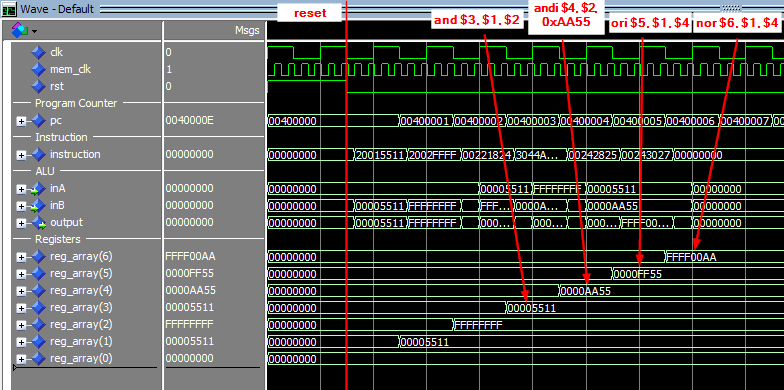 Wave - Default
reset
and $3, $1, $2
andi $4, $2,
0xAA55
ori $5, $1, $4
nor $6, $1, $4
Msgs
clk 0
mem_clk 1
rst 0
Program Counter
pc 0040000E 00400000 00400001 00400002 00400003 00400004 00400005 00400006 00400007 00
Instruction
instruction 00000000 00000000 20015511 2002FFFF 00221824 3044A... 00242825 00243027 00000000
ALU
inA 00000000 00000000 00005511 FFFFFFFF 00005511 00000000
inB 00000000 00000000 00005511 FFFFFFFF FFF... 0000A... 0000AA55 00000000
output 00000000 00000000 00005511 FFFFFFFF 000... 000... 000... FFFF00... 00000000
Registers
reg_array(6) FFFF00AA 00000000 FFFF00AA
reg_array(5) 0000FF55 00000000 0000FF55
reg_array(4) 0000AA55 00000000 0000AA55
reg_array(3) 00005511 00000000 00005511
reg_array(2) FFFFFFFF 00000000 FFFFFFFF
reg_array(1) 00005511 00000000 00005511
reg_array(0) 00000000 00000000